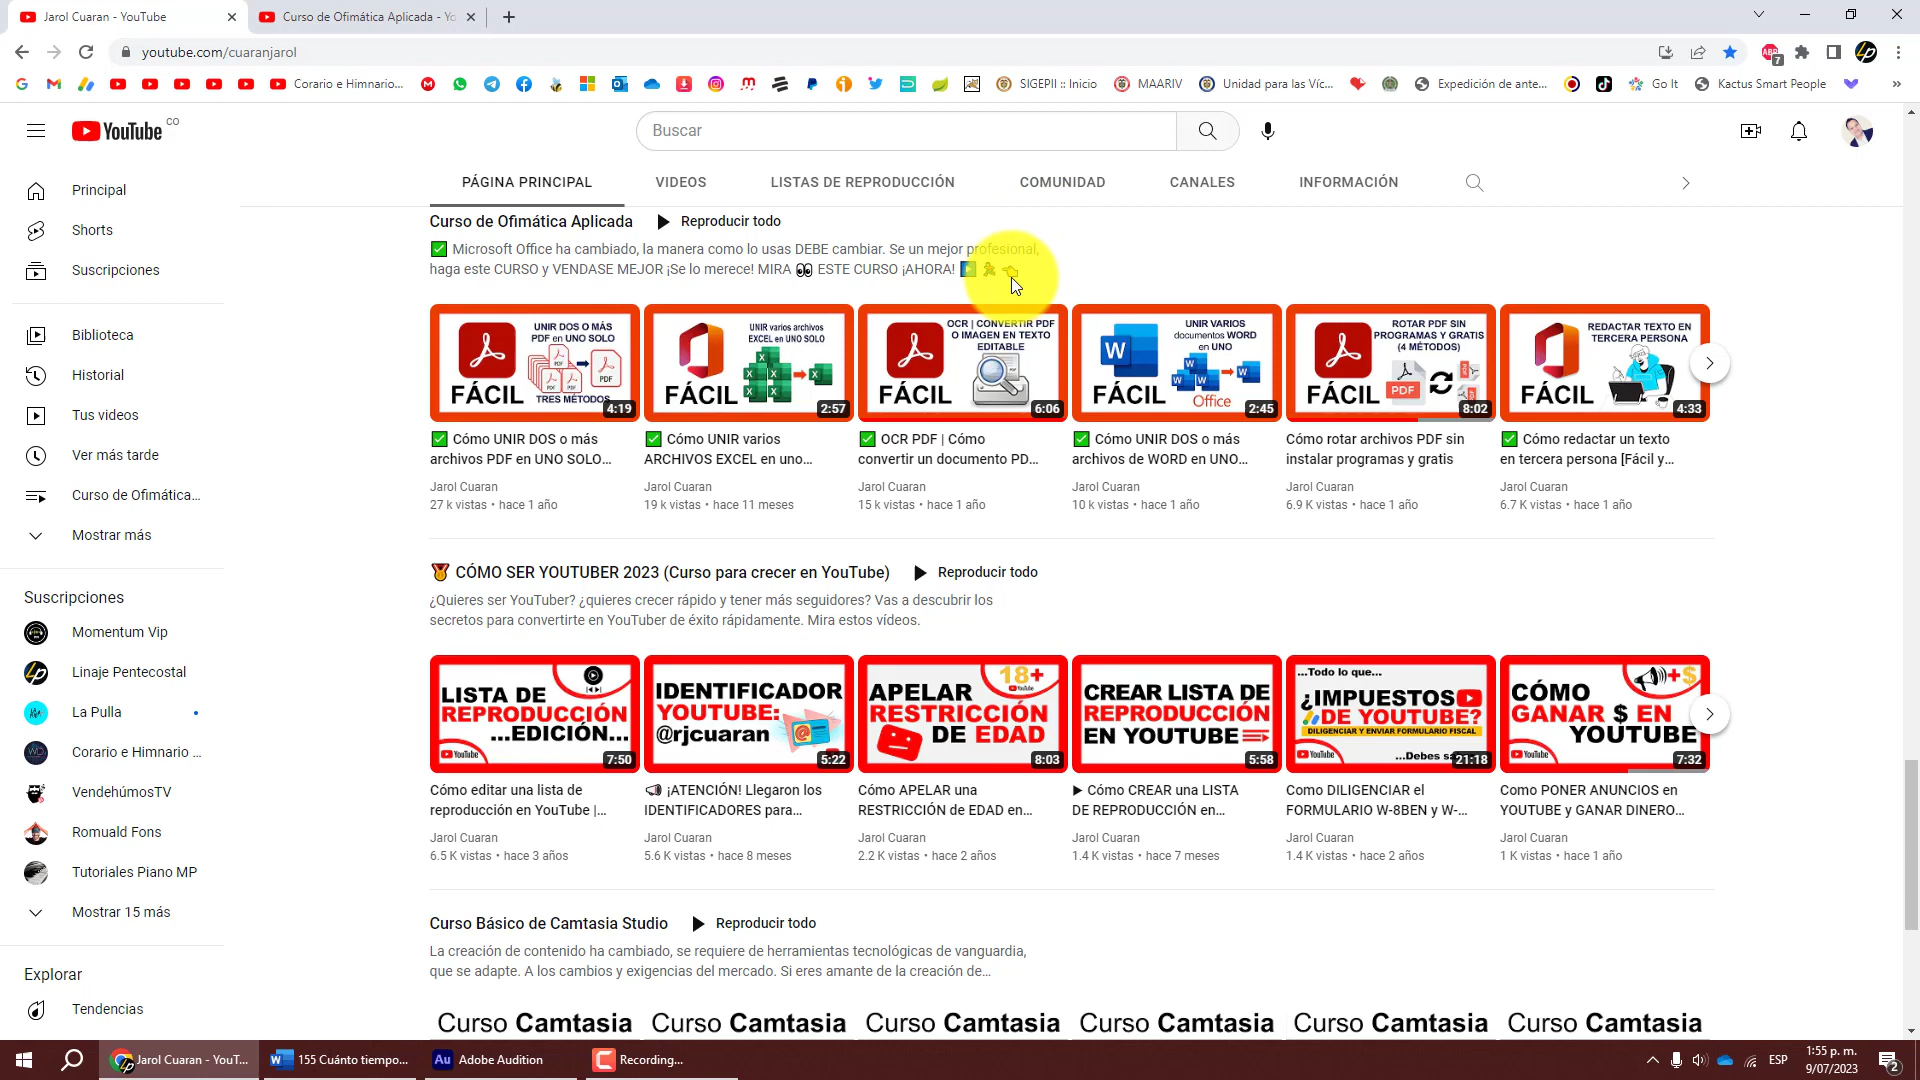 Jarol Cuaran - YouTube
Curso de Ofimática Aplicada - Yo
youtube.com/cuaranjarol
ABP
7
Corario e Himnario...
SIGEPII :: Inicio
MAARIV
Unidad para las Víc...
Expedición de ante...
Go It
Kactus Smart People
YouTube CO
Buscar
PÁGINA PRINCIPAL
VIDEOS
LISTAS DE REPRODUCCIÓN
COMUNIDAD
CANALES
INFORMACIÓN
Principal
Shorts
Suscripciones
Biblioteca
Historial
Tus videos
Ver más tarde
Curso de Ofimática...
Mostrar más
Suscripciones
Momentum Vip
Linaje Pentecostal
La Pulla
Corario e Himnario ...
VendehúmosTV
Romuald Fons
Tutoriales Piano MP
Mostrar 15 más
Explorar
Tendencias
Curso de Ofimática Aplicada
Reproducir todo
✅ Microsoft Office ha cambiado, la manera como lo usas DEBE cambiar. Se un mejor profesional,
haga este CURSO y VENDASE MEJOR ¡Se lo merece! MIRA 👀 ESTE CURSO ¡AHORA!
UNIR DOS O MÁS
PDF en UNO SOLO
FÁCIL
TRES MÉTODOS
4:19
UNIR varios archivos
EXCEL en UNO SOLO
FÁCIL
2:57
OCR | CONVERTIR PDF
O IMAGEN EN TEXTO
EDITABLE
FÁCIL
6:06
UNIR VARIOS
documentos WORD
en UNO
FÁCIL
Office
2:45
ROTAR PDF SIN
PROGRAMAS Y GRATIS
(4 MÉTODOS)
PDF
FÁCIL
8:02
REDACTAR TEXTO EN
TERCERA PERSONA
FÁCIL
4:33
✅ Cómo UNIR DOS o más
archivos PDF en UNO SOLO...
Jarol Cuaran
27 k vistas • hace 1 año
✅ Cómo UNIR varios
ARCHIVOS EXCEL en uno...
Jarol Cuaran
19 k vistas • hace 11 meses
✅ OCR PDF | Cómo
convertir un documento PD...
Jarol Cuaran
15 k vistas • hace 1 año
✅ Cómo UNIR DOS o más
archivos de WORD en UNO...
Jarol Cuaran
10 k vistas • hace 1 año
Cómo rotar archivos PDF sin
instalar programas y gratis
Jarol Cuaran
6.9 K vistas • hace 1 año
✅ Cómo redactar un texto
en tercera persona [Fácil y...
Jarol Cuaran
6.7 K vistas • hace 1 año
🏅 CÓMO SER YOUTUBER 2023 (Curso para crecer en YouTube)
Reproducir todo
¿Quieres ser YouTuber? ¿quieres crecer rápido y tener más seguidores? Vas a descubrir los
secretos para convertirte en YouTuber de éxito rápidamente. Mira estos vídeos.
LISTA DE
REPRODUCCIÓN
...EDICIÓN...
YouTube
7:50
IDENTIFICADOR
YOUTUBE:
@rjcuaran
5:22
18+
YouTube
APELAR
RESTRICCIÓN
DE EDAD
8:03
CREAR LISTA DE
REPRODUCCIÓN
EN YOUTUBE
5:58
...Todo lo que...
¿IMPUESTOS
DE YOUTUBE?
DILIGENCIAR Y ENVIAR FORMULARIO FISCAL
YouTube
...Debes sa
21:18
+$
CÓMO
GANAR $ EN
YOUTUBE
YouTube
7:32
Cómo editar una lista de
reproducción en YouTube |...
Jarol Cuaran
6.5 K vistas • hace 3 años
📢 ¡ATENCIÓN! Llegaron los
IDENTIFICADORES para...
Jarol Cuaran
5.6 K vistas • hace 8 meses
Cómo APELAR una
RESTRICCIÓN de EDAD en...
Jarol Cuaran
2.2 K vistas • hace 2 años
▶ Cómo CREAR una LISTA
DE REPRODUCCIÓN en...
Jarol Cuaran
1.4 K vistas • hace 7 meses
Como DILIGENCIAR el
FORMULARIO W-8BEN y W-...
Jarol Cuaran
1.4 K vistas • hace 2 años
Como PONER ANUNCIOS en
YOUTUBE y GANAR DINERO...
Jarol Cuaran
1 K vistas • hace 1 año
Curso Básico de Camtasia Studio
Reproducir todo
La creación de contenido ha cambiado, se requiere de herramientas tecnológicas de vanguardia,
que se adapte. A los cambios y exigencias del mercado. Si eres amante de la creación de...
Curso Camtasia
Curso Camtasia
Curso Camtasia
Curso Camtasia
Curso Camtasia
Curso Camtasia
Jarol Cuaran - YouT...
155 Cuánto tiempo...
Au Adobe Audition
Recording...
ESP
1:55 p. m.
9/07/2023
2